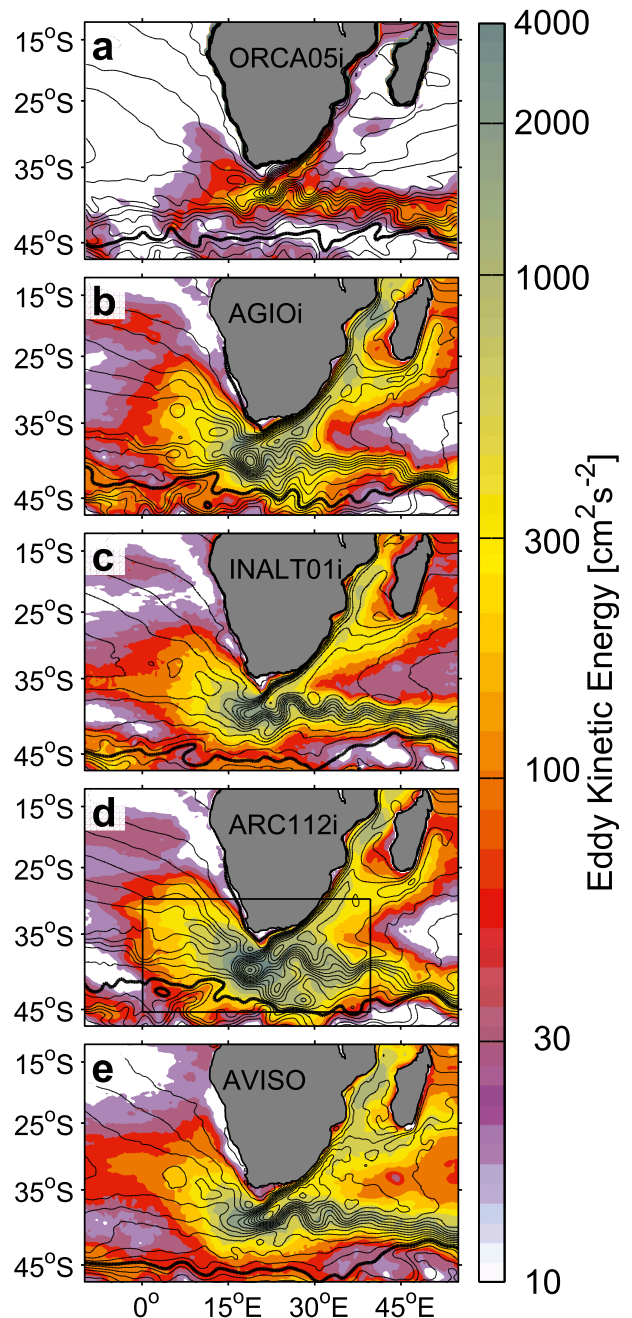 a
ORCA05i
15°S
25°S
35°S
45°S
b
AGIOi
15°S
25°S
35°S
45°S
c
INALT01i
15°S
25°S
35°S
45°S
d
ARC112i
15°S
25°S
35°S
45°S
e
AVISO
15°S
25°S
35°S
45°S
0° 15°E 30°E 45°E
4000
2000
1000
300
100
30
10
Eddy Kinetic Energy [cm²s⁻²]